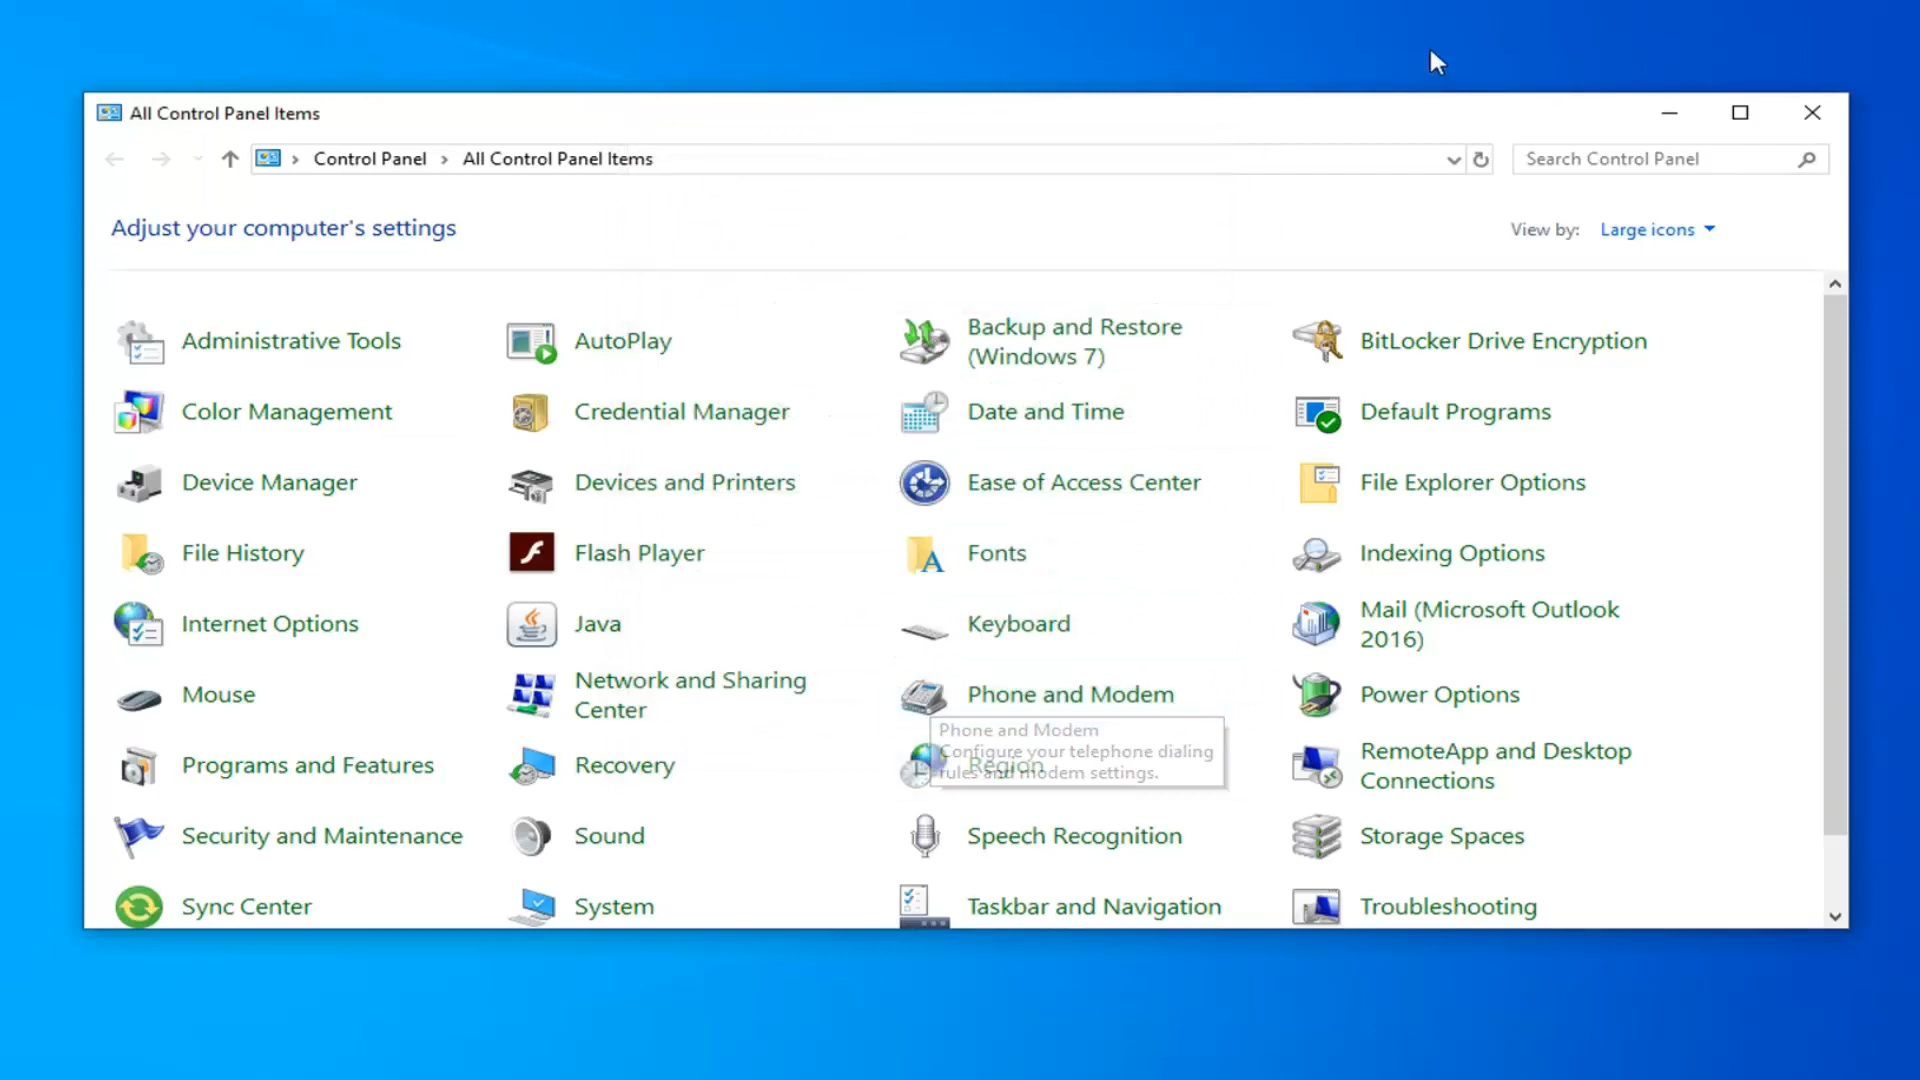 All Control Panel Items
Control Panel > All Control Panel Items
Search Control Panel
Adjust your computer's settings
View by: Large icons
Administrative Tools
AutoPlay
Backup and Restore
(Windows 7)
BitLocker Drive Encryption
Color Management
Credential Manager
Date and Time
Default Programs
Device Manager
Devices and Printers
Ease of Access Center
File Explorer Options
File History
Flash Player
Fonts
Indexing Options
Internet Options
Java
Keyboard
Mail (Microsoft Outlook
2016)
Mouse
Network and Sharing
Center
Phone and Modem
Power Options
Phone and Modem
Configure your telephone dialing
rules and modem settings.
Programs and Features
Recovery
Region
RemoteApp and Desktop
Connections
Security and Maintenance
Sound
Speech Recognition
Storage Spaces
Sync Center
System
Taskbar and Navigation
Troubleshooting